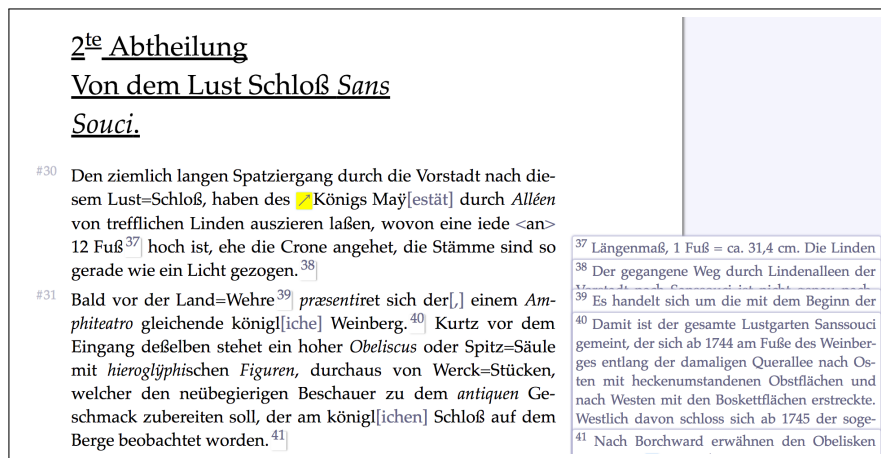 2te Abtheilung
Von dem Lust Schloß Sans
Souci.
#30 Den ziemlich langen Spatziergang durch die Vorstadt nach die-
sem Lust=Schloß, haben des ↗Königs Maÿ[estät] durch Alléen
von trefflichen Linden auszieren laßen, wovon eine iede <an>
12 Fuß37 hoch ist, ehe die Crone angehet, die Stämme sind so
gerade wie ein Licht gezogen.38
#31 Bald vor der Land=Wehre39 præsentiret sich der[,] einem Am-
phiteatro gleichende königl[iche] Weinberg.40 Kurtz vor dem
Eingang deßelben stehet ein hoher Obeliscus oder Spitz=Säule
mit hieroglÿphischen Figuren, durchaus von Werck=Stücken,
welcher den neübegierigen Beschauer zu dem antiquen Ge-
schmack zubereiten soll, der am königl[ichen] Schloß auf dem
Berge beobachtet worden.41
37 Längenmaß, 1 Fuß = ca. 31,4 cm. Die Linden
38 Der gegangene Weg durch Lindenalleen der
39 Es handelt sich um die mit dem Beginn der
40 Damit ist der gesamte Lustgarten Sanssouci
gemeint, der sich ab 1744 am Fuße des Weinber-
ges entlang der damaligen Querallee nach Os-
ten mit heckenumstandenen Obstflächen und
nach Westen mit den Boskettflächen erstreckte.
Westlich davon schloss sich ab 1745 der soge-
41 Nach Borchward erwähnen den Obelisken